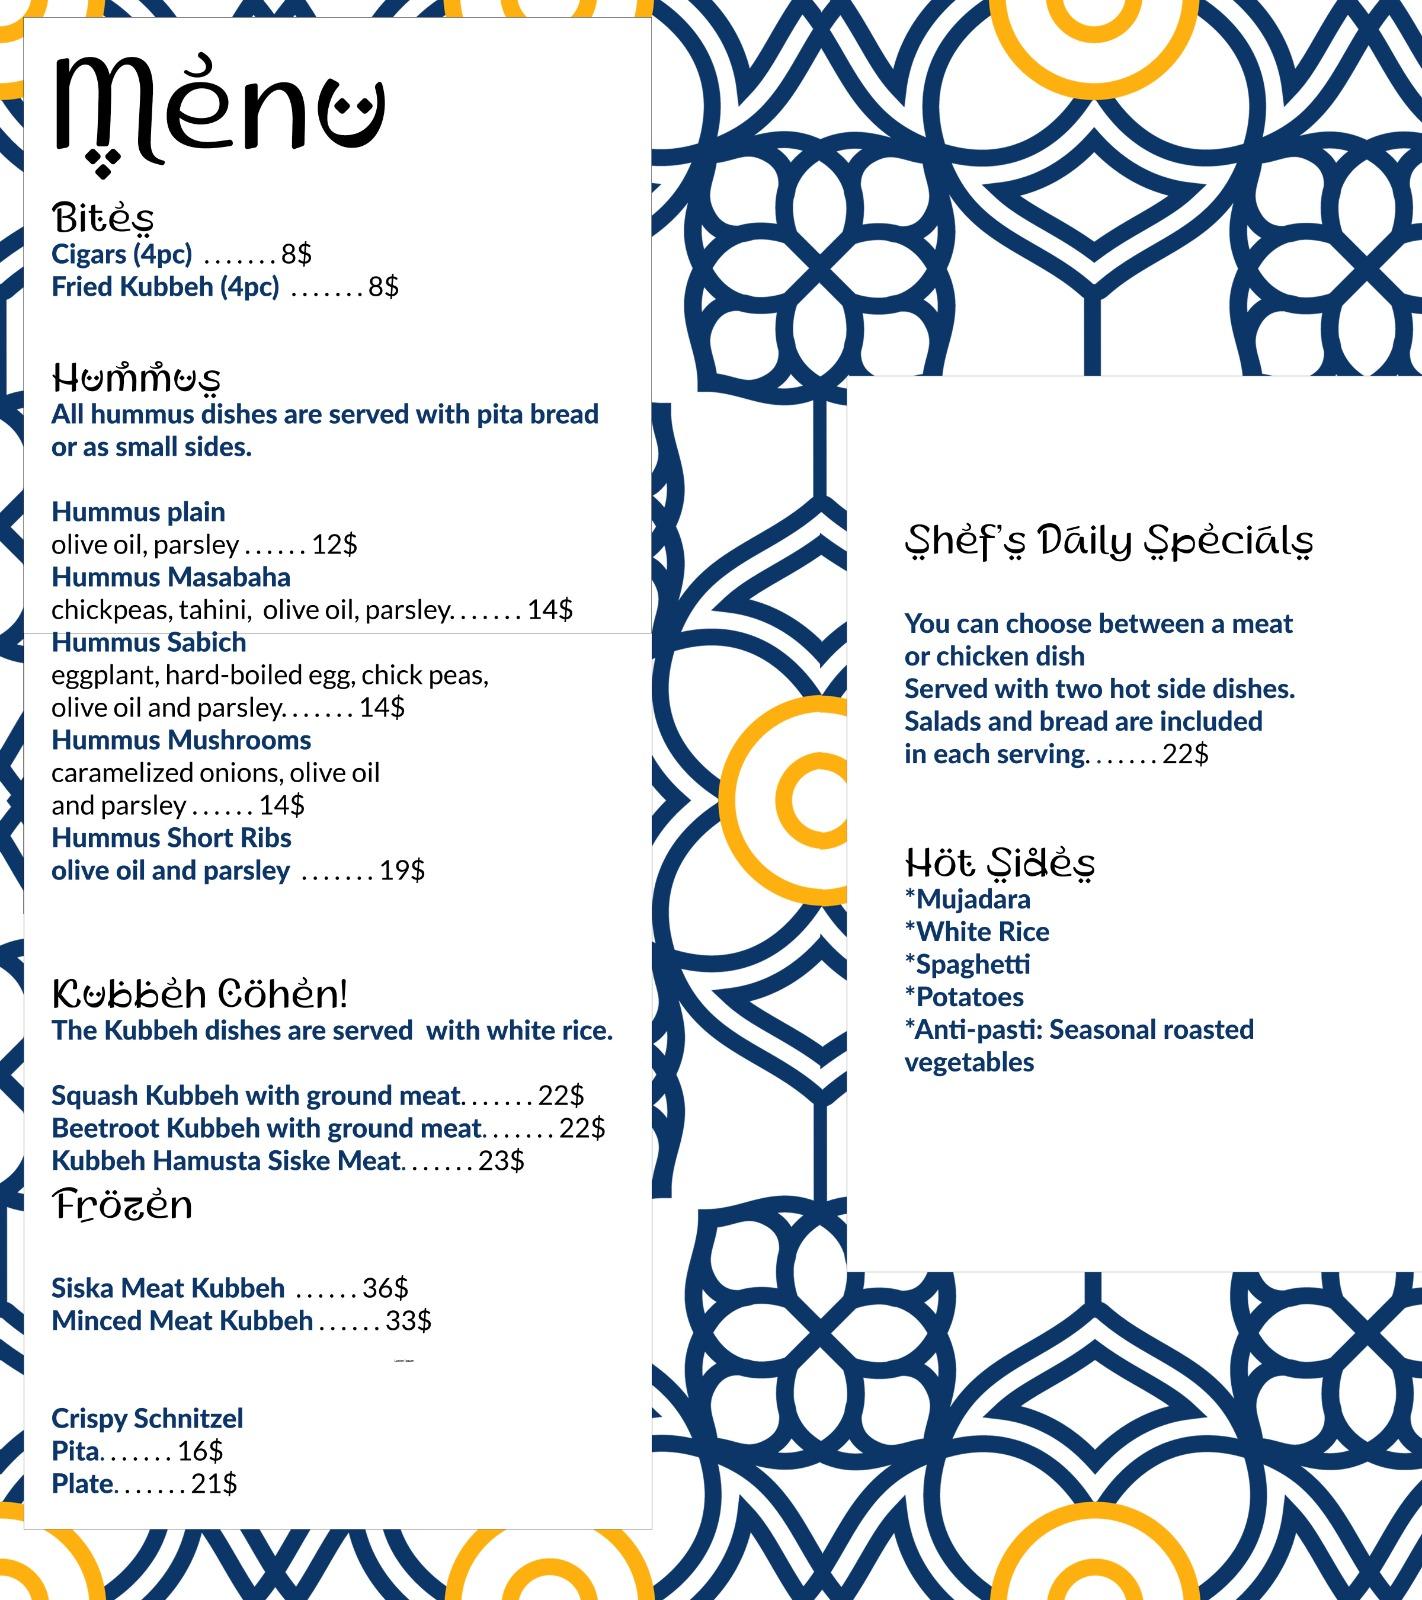 Menu
Bites
Cigars (4pc) .......8$
Fried Kubbeh (4pc) .......8$
Hummus
All hummus dishes are served with pita bread
or as small sides.
Hummus plain
olive oil, parsley ...... 12$
Hummus Masabaha
chickpeas, tahini,  olive oil, parsley....... 14$
Hummus Sabich
eggplant, hard-boiled egg, chick peas,
olive oil and parsley....... 14$
Hummus Mushrooms
caramelized onions, olive oil
and parsley ...... 14$
Hummus Short Ribs
olive oil and parsley .......19$
Kubbeh Cohen!
The Kubbeh dishes are served  with white rice.
Squash Kubbeh with ground meat.......22$
Beetroot Kubbeh with ground meat.......22$
Kubbeh Hamusta Siske Meat.......23$
Frozen
Siska Meat Kubbeh ......36$
Minced Meat Kubbeh ......33$
Crispy Schnitzel
Pita.......16$
Plate.......21$
Shef's Daily Specials
You can choose between a meat
or chicken dish
Served with two hot side dishes.
Salads and bread are included
in each serving.......22$
Hot Sides
*Mujadara
*White Rice
*Spaghetti
*Potatoes
*Anti-pasti: Seasonal roasted
vegetables